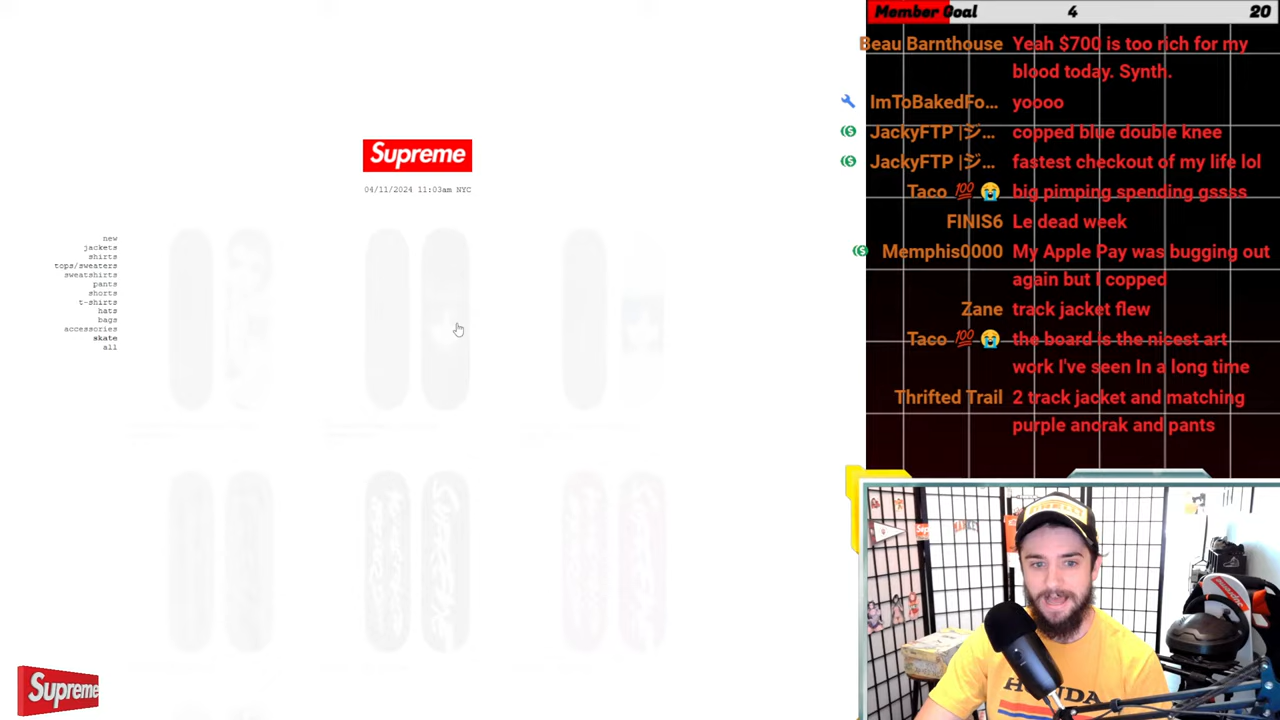 Supreme
04/11/2024 11:03am NYC
new
jackets
shirts
tops/sweaters
sweatshirts
pants
shorts
t-shirts
hats
bags
accessories
skate
all
Supreme
Member Goal 4 20
Beau Barnthouse Yeah $700 is too rich for my
blood today. Synth.
ImToBakedFo... yoooo
JackyFTP |ジ... copped blue double knee
JackyFTP |ジ... fastest checkout of my life lol
Taco 💯 😭 big pimping spending gssss
FINIS6 Le dead week
Memphis0000 My Apple Pay was bugging out
again but I copped
Zane track jacket flew
Taco 💯 😭 the board is the nicest art
work I've seen In a long time
Thrifted Trail 2 track jacket and matching
purple anorak and pants
PIRELLI
HONDA